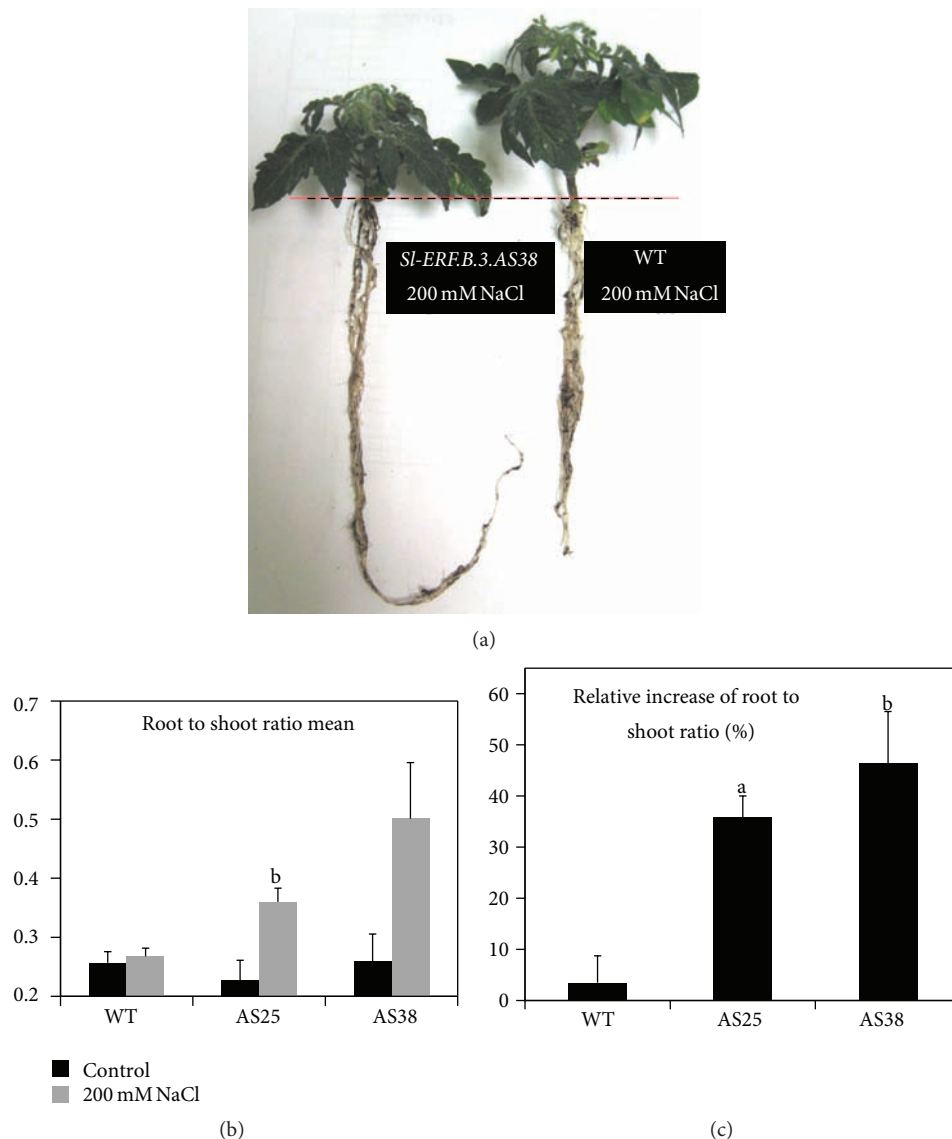 Sl-ERF.B.3.AS38
200 mM NaCl
WT
200 mM NaCl
(a)
Root to shoot ratio mean
0.7
0.6
0.5
0.4
0.3
0.2
b
WT
AS25
AS38
Control
200 mM NaCl
(b)
Relative increase of root to
shoot ratio (%)
60
50
40
30
20
10
0
a
b
WT
AS25
AS38
(c)